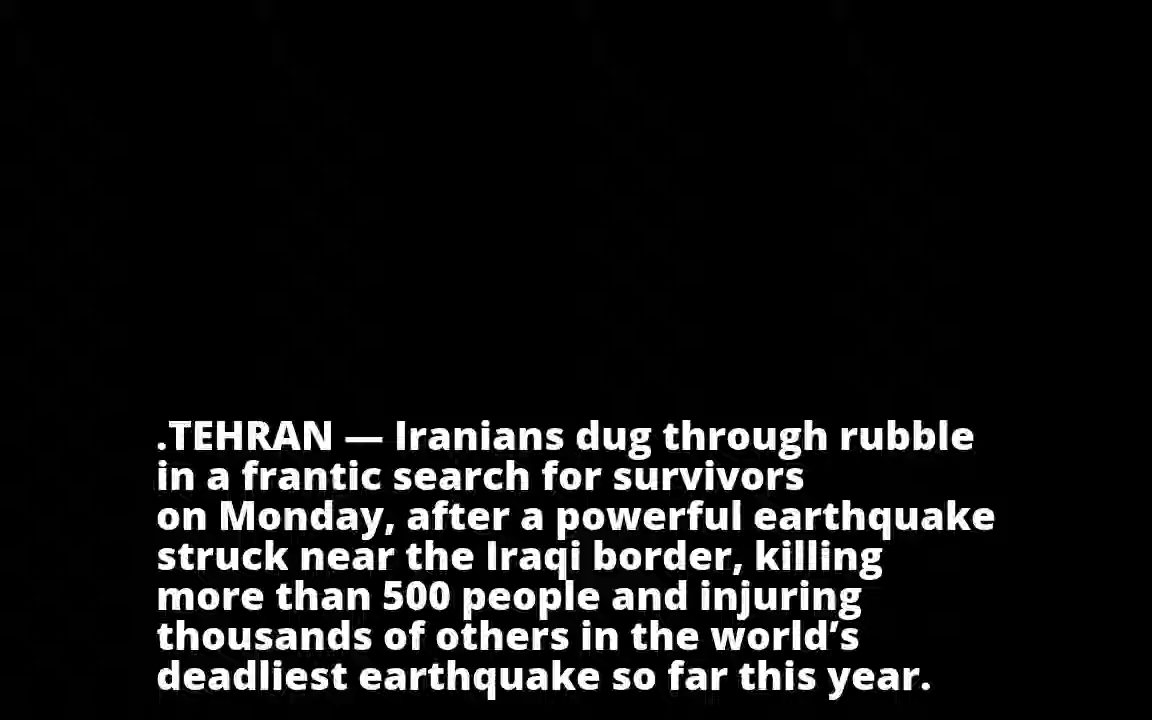 .TEHRAN — Iranians dug through rubble
in a frantic search for survivors
on Monday, after a powerful earthquake
struck near the Iraqi border, killing
more than 500 people and injuring
thousands of others in the world’s
deadliest earthquake so far this year.